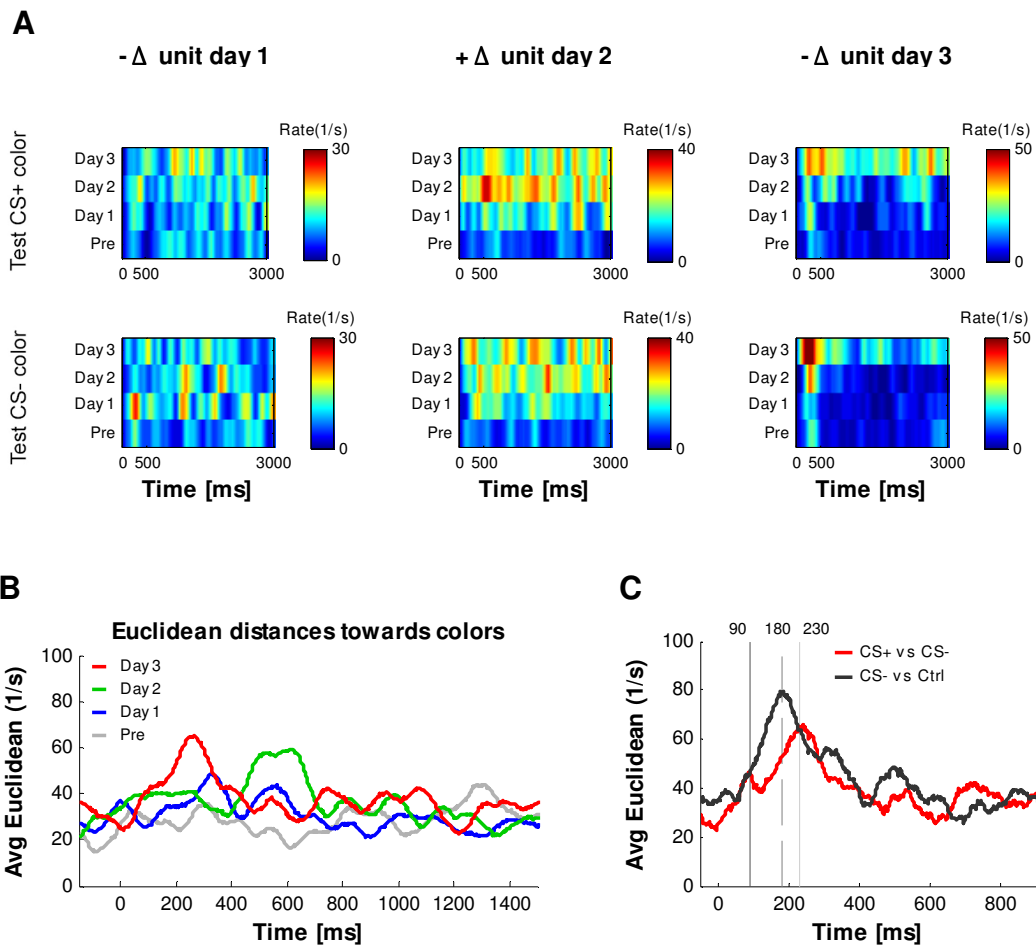 A
- Δ unit day 1
+ Δ unit day 2
- Δ unit day 3
Test CS+ color
Rate(1/s)
Day 3
Day 2
Day 1
Pre
0 500 3000
30
0
Rate(1/s)
Day 3
Day 2
Day 1
Pre
0 500 3000
40
0
Rate(1/s)
Day 3
Day 2
Day 1
Pre
0 500 3000
50
0
Test CS- color
Rate(1/s)
Day 3
Day 2
Day 1
Pre
0 500 3000
Time [ms]
30
0
Rate(1/s)
Day 3
Day 2
Day 1
Pre
0 500 3000
Time [ms]
40
0
Rate(1/s)
Day 3
Day 2
Day 1
Pre
0 500 3000
Time [ms]
50
0
B
Euclidean distances towards colors
Avg Euclidean (1/s)
100
80
60
40
20
0
Day 3
Day 2
Day 1
Pre
0 200 400 600 800 1000 1200 1400
Time [ms]
C
90 180 230
Avg Euclidean (1/s)
100
80
60
40
20
0
CS+ vs CS-
CS- vs Ctrl
0 200 400 600 800
Time [ms]